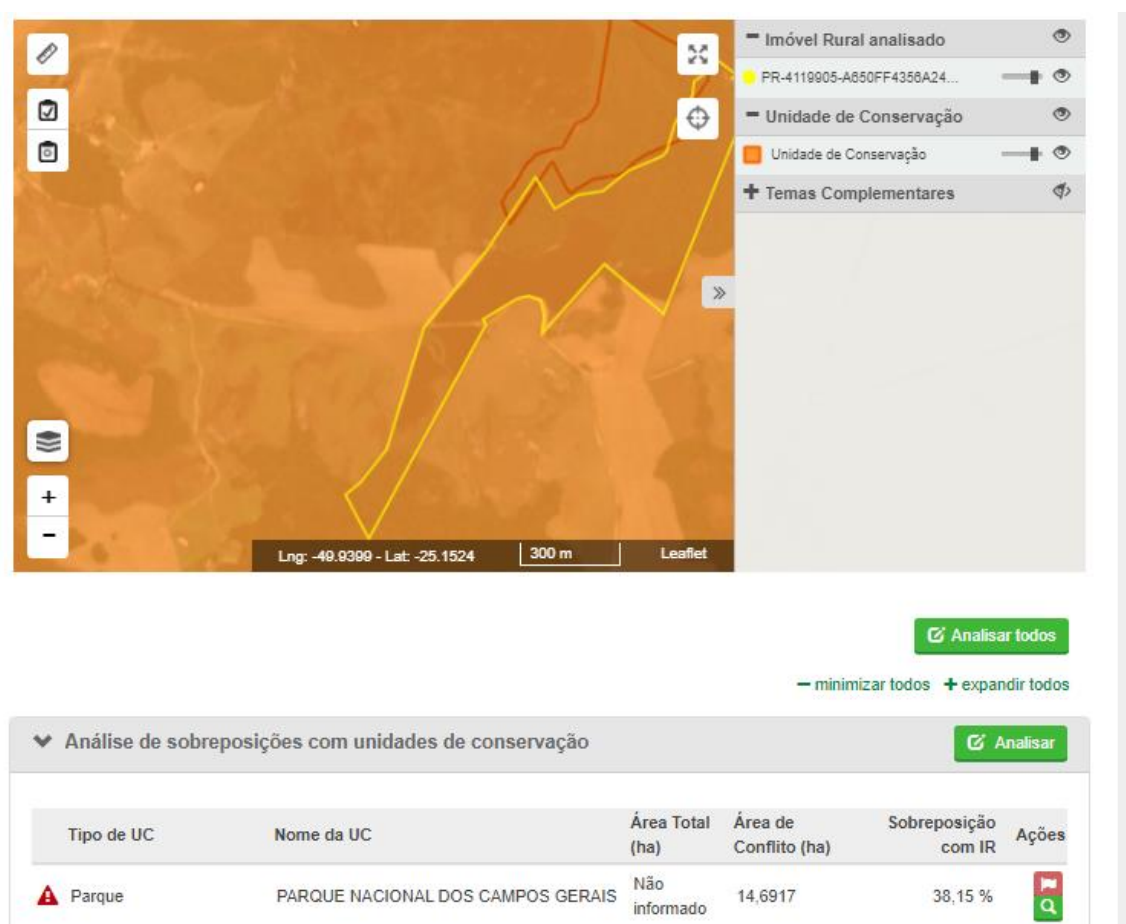 Imóvel Rural analisado
PR-4119905-A650FF4356A24...
Unidade de Conservação
Unidade de Conservação
Temas Complementares
+
−
Lng: -49.9399 - Lat: -25.1524
300 m
Leaflet
Analisar todos
minimizar todos
expandir todos
Análise de sobreposições com unidades de conservação
Analisar
Tipo de UC
Nome da UC
Área Total
(ha)
Área de
Conflito (ha)
Sobreposição
com IR
Ações
Parque
PARQUE NACIONAL DOS CAMPOS GERAIS
Não
informado
14,6917
38,15 %